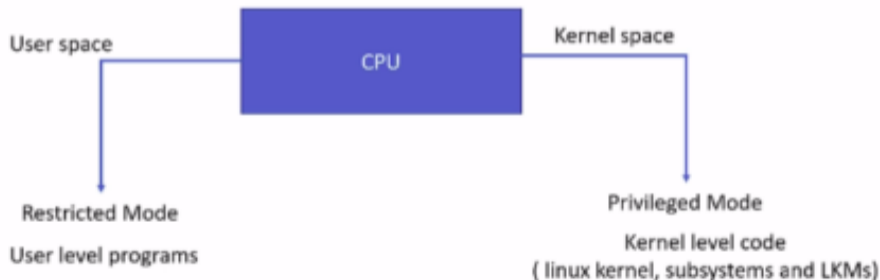 User space
CPU
Kernel space
Restricted Mode
User level programs
Privileged Mode
Kernel level code
( linux kernel, subsystems and LKMs)